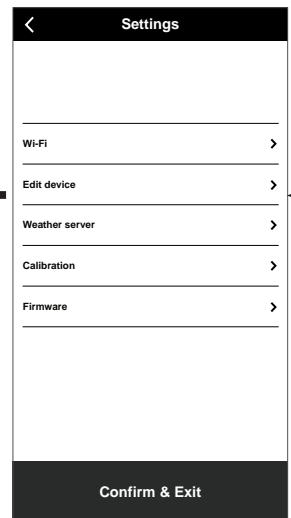 Settings
Wi-Fi
Edit device
Weather server
Calibration
Firmware
Confirm & Exit